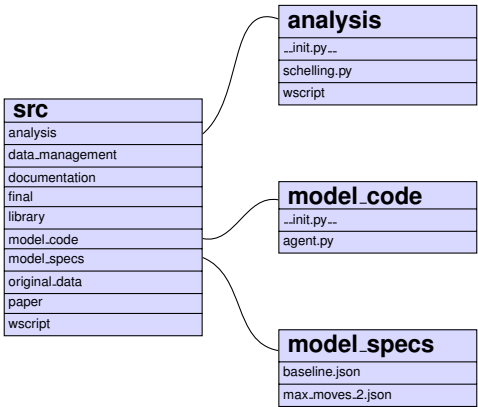 src
analysis
data_management
documentation
final
library
model_code
model_specs
original_data
paper
wscript
analysis
__init.py__
schelling.py
wscript
model_code
__init.py__
agent.py
model_specs
baseline.json
max_moves_2.json